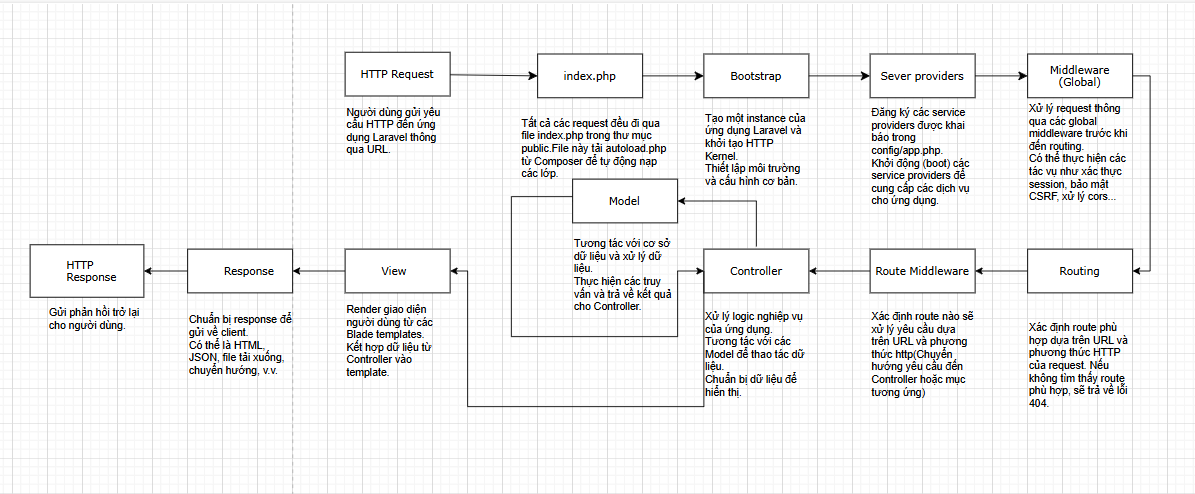 HTTP Request
Người dùng gửi yêu
cầu HTTP đến ứng
dụng Laravel thông
qua URL.
index.php
Tất cả các request đều đi qua
file index.php trong thư mục
public.File này tải autoload.php
từ Composer để tự động nạp
các lớp.
Bootstrap
Tạo một instance của
ứng dụng Laravel và
khởi tạo HTTP
Kernel.
Thiết lập môi trường
và cấu hình cơ bản.
Sever providers
Đăng ký các service
providers được khai
báo trong
config/app.php.
Khởi động (boot) các
service providers để
cung cấp các dịch vụ
cho ứng dụng.
Middleware
(Global)
Xử lý request thông
qua các global
middleware trước khi
đến routing.
Có thể thực hiện các
tác vụ như xác thực
session, bảo mật
CSRF, xử lý cors...
Model
Tương tác với cơ sở
dữ liệu và xử lý dữ
liệu.
Thực hiện các truy
vấn và trả về kết quả
cho Controller.
HTTP
Response
Gửi phản hồi trở lại
cho người dùng.
Response
Chuẩn bị response để
gửi về client.
Có thể là HTML,
JSON, file tải xuống,
chuyển hướng, v.v.
View
Render giao diện
người dùng từ các
Blade templates.
Kết hợp dữ liệu từ
Controller vào
template.
Controller
Xử lý logic nghiệp vụ
của ứng dụng.
Tương tác với các
Model để thao tác dữ
liệu.
Chuẩn bị dữ liệu để
hiển thị.
Route Middleware
Xác định route nào sẽ
xử lý yêu cầu dựa
trên URL và phương
thức http(Chuyển
hướng yêu cầu đến
Controller hoặc mục
tương ứng)
Routing
Xác định route phù
hợp dựa trên URL và
phương thức HTTP
của request. Nếu
không tìm thấy route
phù hợp, sẽ trả về lỗi
404.